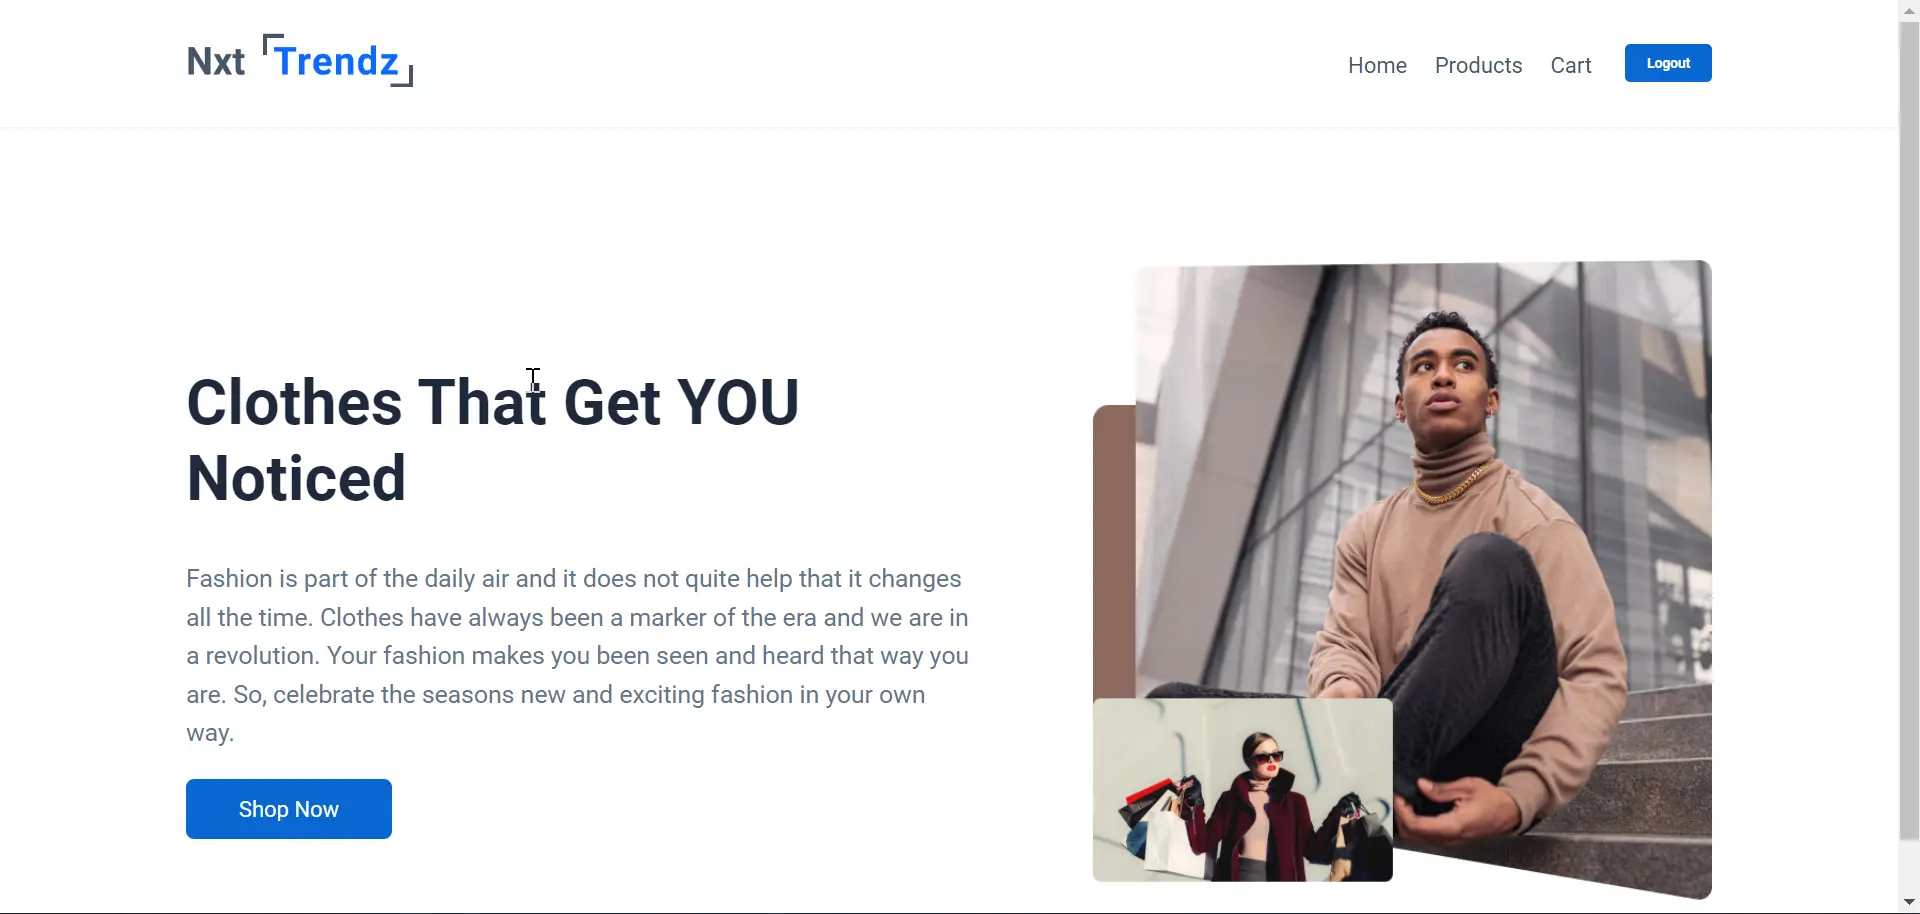 Nxt Trendz
Home Products Cart Logout
Clothes That Get YOU
Noticed
Fashion is part of the daily air and it does not quite help that it changes
all the time. Clothes have always been a marker of the era and we are in
a revolution. Your fashion makes you been seen and heard that way you
are. So, celebrate the seasons new and exciting fashion in your own
way.
Shop Now